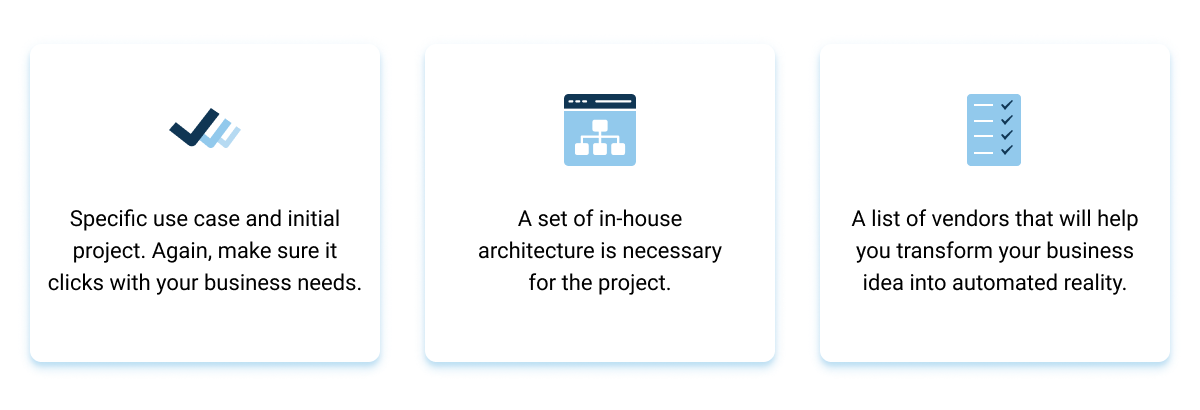 Specific use case and initial
project. Again, make sure it
clicks with your business needs.
A set of in-house
architecture is necessary
for the project.
A list of vendors that will help
you transform your business
idea into automated reality.